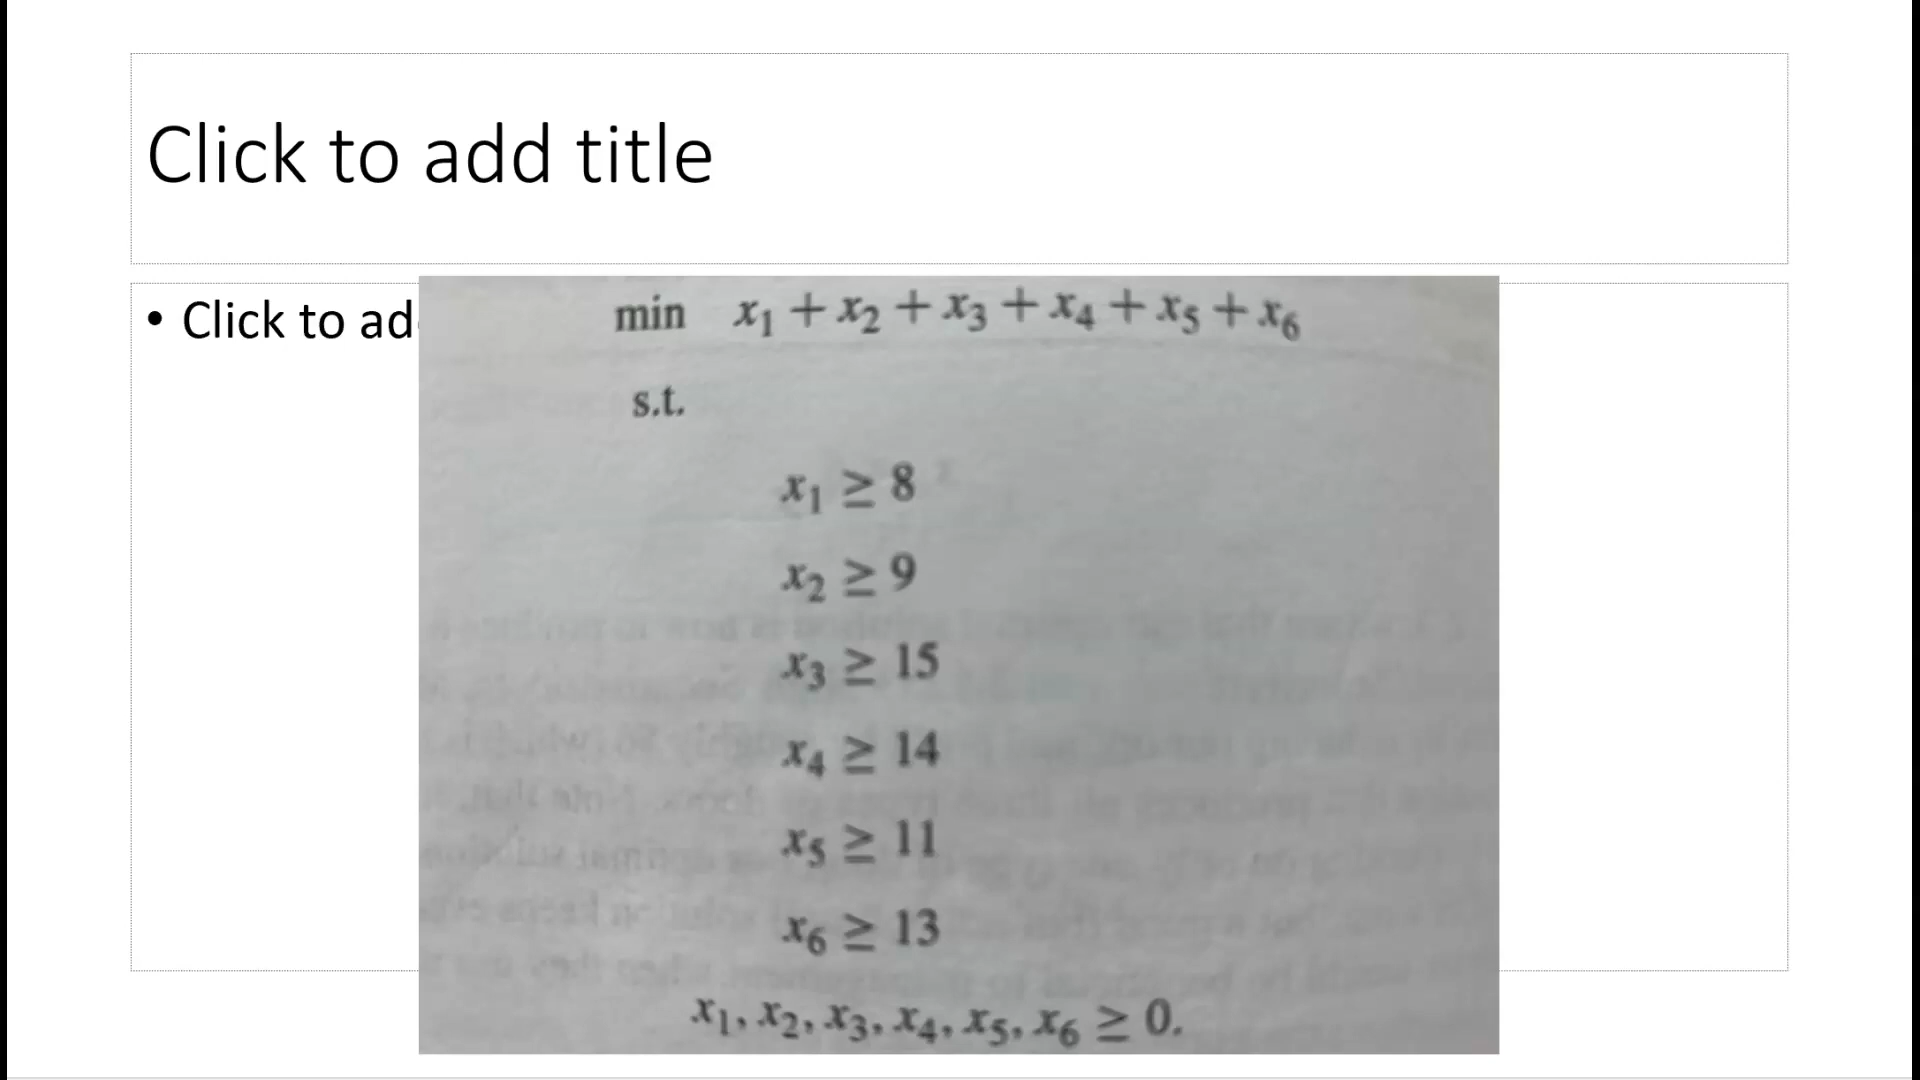 Click to add title
• Click to ad
min x₁ + x₂ + x₃ + x₄ + x₅ + x₆
s.t.
x₁ ≥ 8
x₂ ≥ 9
x₃ ≥ 15
x₄ ≥ 14
x₅ ≥ 11
x₆ ≥ 13
x₁, x₂, x₃, x₄, x₅, x₆ ≥ 0.